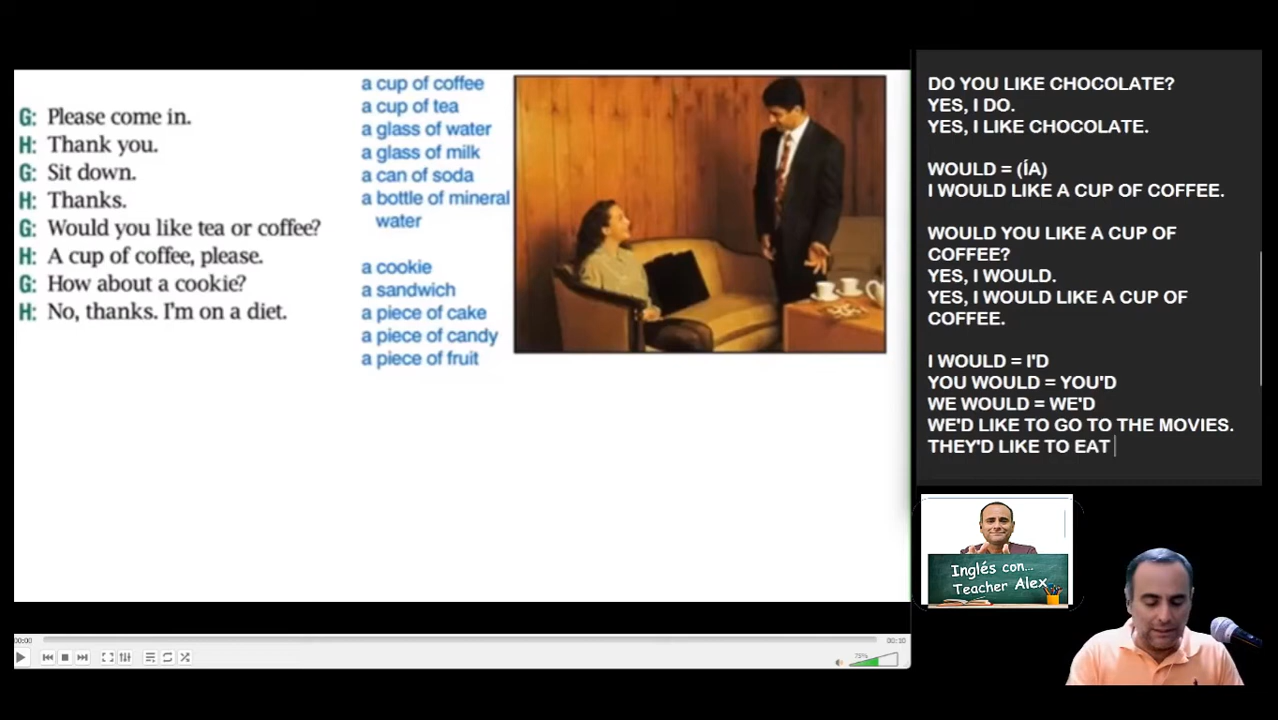 G: Please come in.
H: Thank you.
G: Sit down.
H: Thanks.
G: Would you like tea or coffee?
H: A cup of coffee, please.
G: How about a cookie?
H: No, thanks. I'm on a diet.
a cup of coffee
a cup of tea
a glass of water
a glass of milk
a can of soda
a bottle of mineral
water
a cookie
a sandwich
a piece of cake
a piece of candy
a piece of fruit
DO YOU LIKE CHOCOLATE?
YES, I DO.
YES, I LIKE CHOCOLATE.
WOULD = (ÍA)
I WOULD LIKE A CUP OF COFFEE.
WOULD YOU LIKE A CUP OF
COFFEE?
YES, I WOULD.
YES, I WOULD LIKE A CUP OF
COFFEE.
I WOULD = I'D
YOU WOULD = YOU'D
WE WOULD = WE'D
WE'D LIKE TO GO TO THE MOVIES.
THEY'D LIKE TO EAT
Inglés con...
Teacher Alex
00:00
00:10
75%